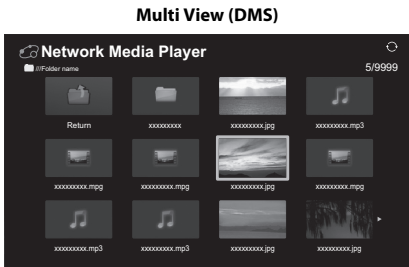 Multi View (DMS)
Network Media Player
///Folder name
5/9999
Return
xxxxxxxxx
xxxxxxxxx.jpg
xxxxxxxxx.mp3
xxxxxxxxx.mpg
xxxxxxxxx.mpg
xxxxxxxxx.jpg
xxxxxxxxx.mpg
xxxxxxxxx.mp3
xxxxxxxxx.mp3
xxxxxxxxx.jpg
xxxxxxxxx.jpg